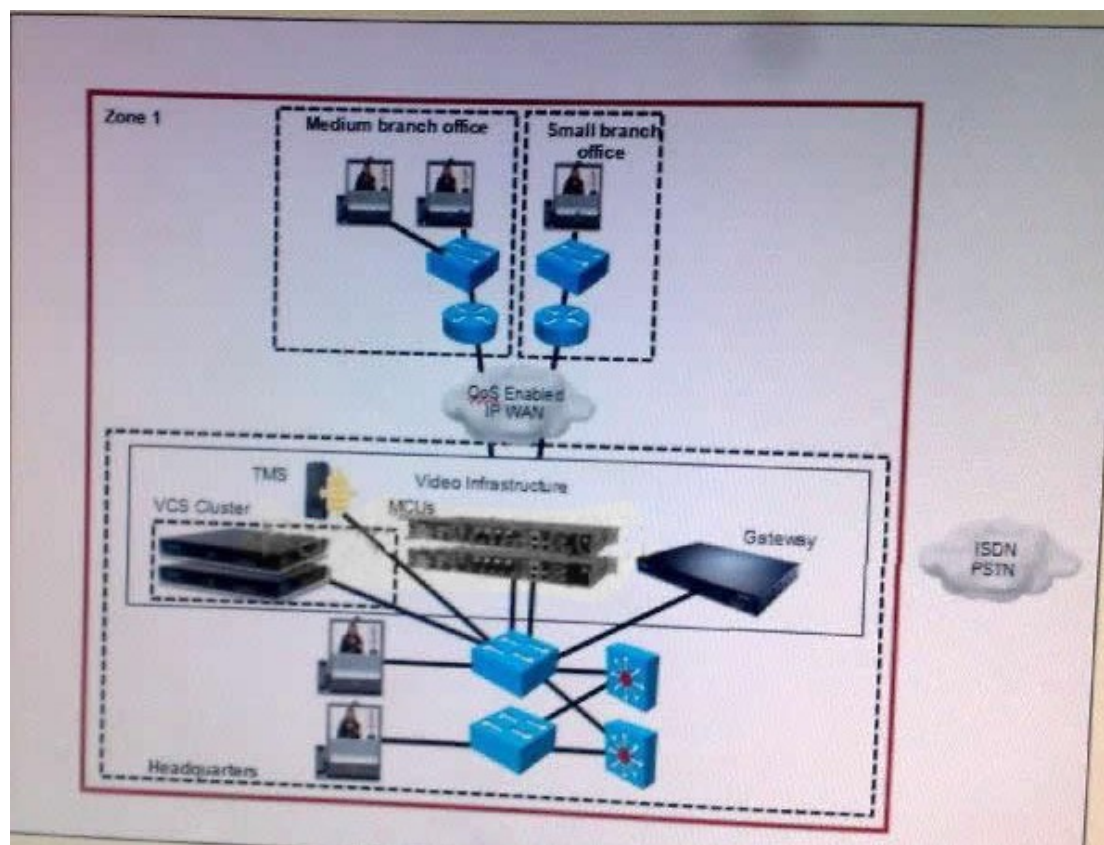 Zone 1
Medium branch office
Small branch
office
QoS Enabled
IP WAN
TMS
Video Infrastructure
VCS Cluster
MCUs
Gateway
ISDN
PSTN
Headquarters